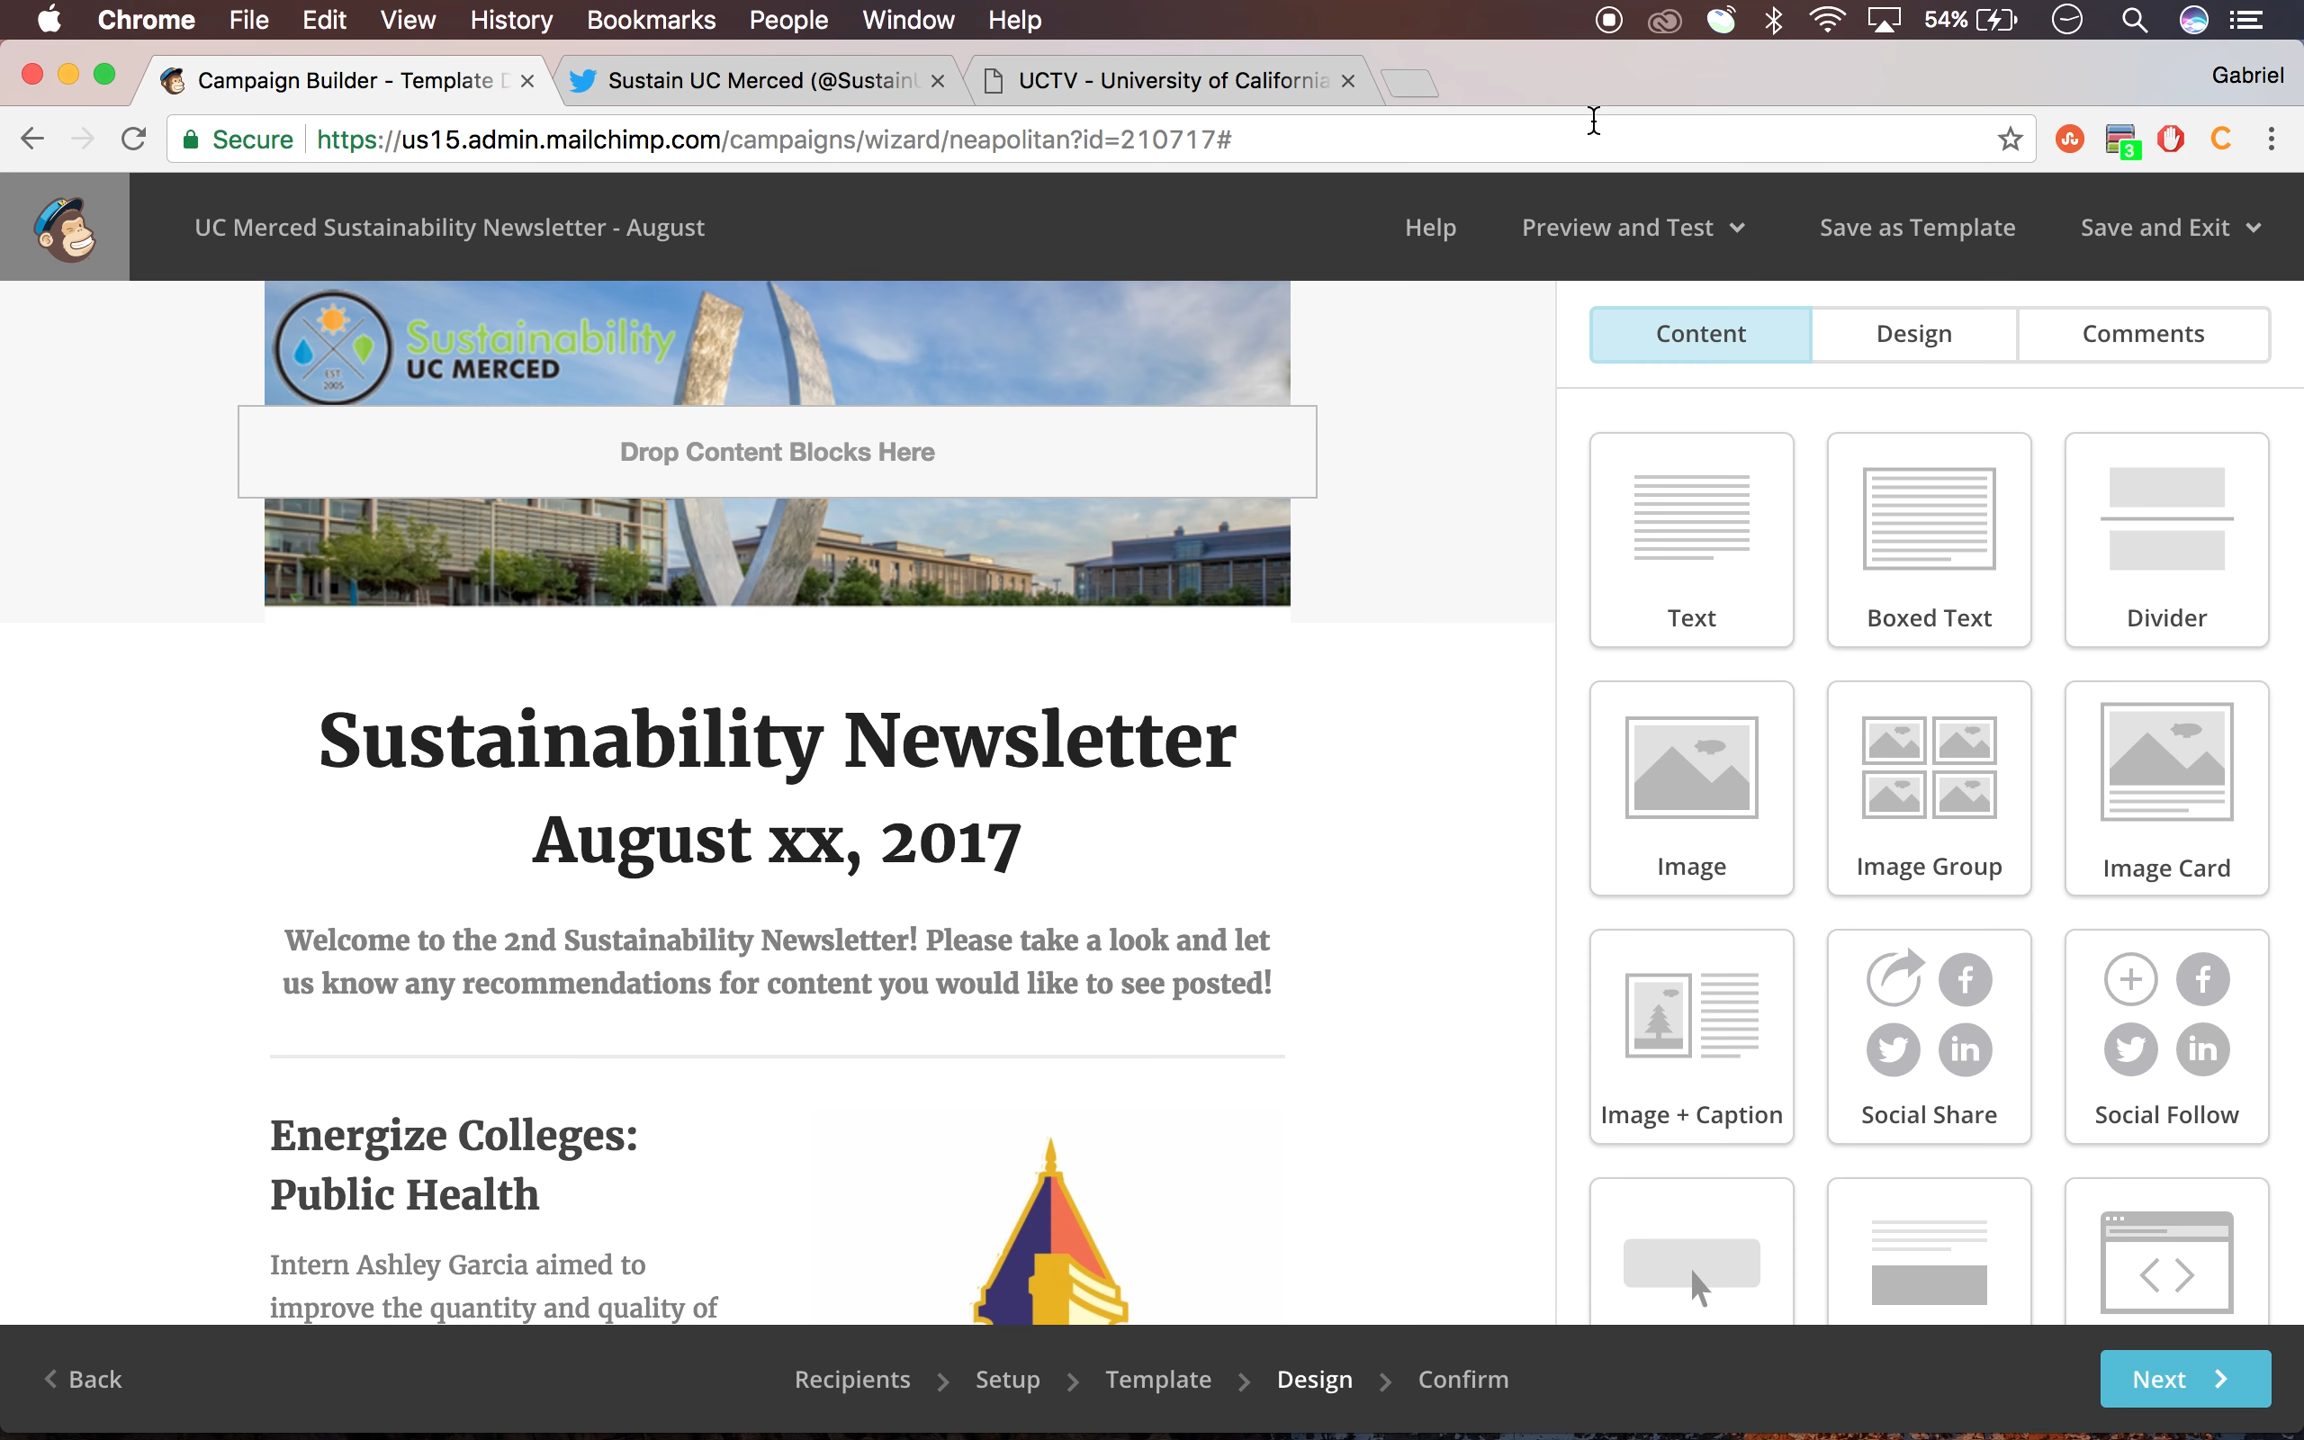 Chrome File Edit View History Bookmarks People Window Help 54%
Campaign Builder - Template Sustain UC Merced (@Sustain UCTV - University of California Gabriel
Secure https://us15.admin.mailchimp.com/campaigns/wizard/neapolitan?id=210717#
3
UC Merced Sustainability Newsletter - August Help Preview and Test Save as Template Save and Exit
Content Design Comments
Sustainability
UC MERCED
EST
2005
Drop Content Blocks Here
Text Boxed Text Divider
Sustainability Newsletter
August xx, 2017
Image Image Group Image Card
Welcome to the 2nd Sustainability Newsletter! Please take a look and let
us know any recommendations for content you would like to see posted!
Image + Caption Social Share Social Follow
Energize Colleges:
Public Health
Intern Ashley Garcia aimed to
improve the quantity and quality of
Back Recipients Setup Template Design Confirm Next